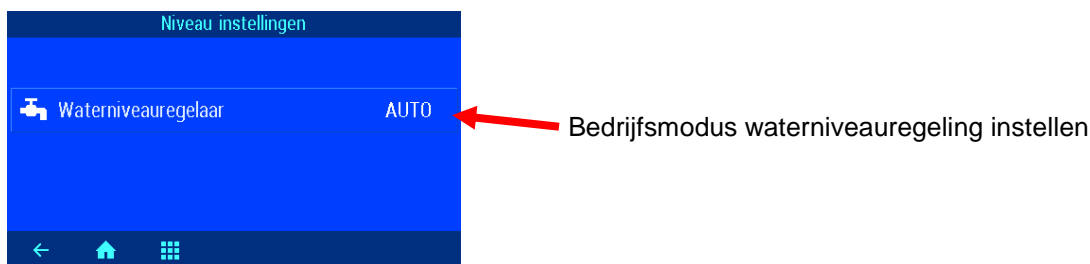 Niveau instellingen
Waterniveauregelaar AUTO
Bedrijfsmodus waterniveauregeling instellen